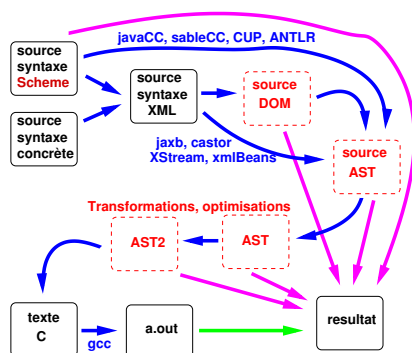 javaCC, sableCC, CUP, ANTLR
source
syntaxe
Scheme
source
syntaxe
XML
source
DOM
source
syntaxe
concrète
jaxb, castor
XStream, xmlBeans
source
AST
Transformations, optimisations
AST2
AST
texte
C
gcc
a.out
resultat